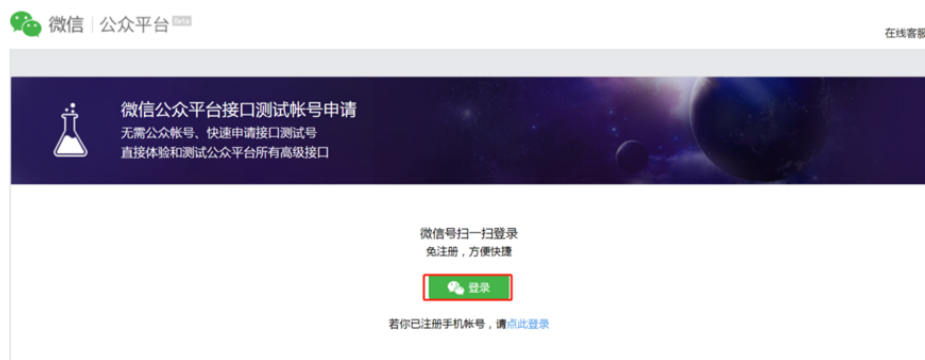 微信 | 公众平台 Beta
在线客服
微信公众平台接口测试帐号申请
无需公众帐号、快速申请接口测试号
直接体验和测试公众平台所有高级接口
微信号扫一扫登录
免注册，方便快捷
登录
若你已注册手机帐号，请点此登录